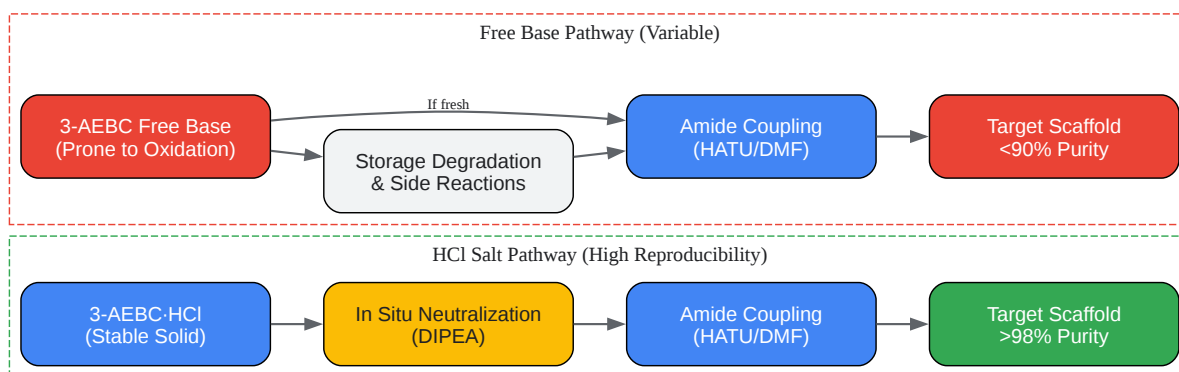 Free Base Pathway (Variable)
3-AEBC Free Base
(Prone to Oxidation)
If fresh
Storage Degradation
& Side Reactions
Amide Coupling
(HATU/DMF)
Target Scaffold
<90% Purity
HCl Salt Pathway (High Reproducibility)
3-AEBC·HCl
(Stable Solid)
In Situ Neutralization
(DIPEA)
Amide Coupling
(HATU/DMF)
Target Scaffold
>98% Purity